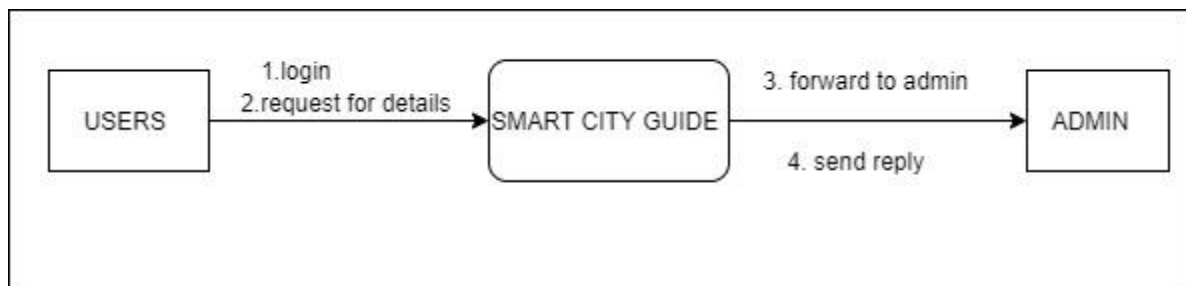 USERS
1.login
2.request for details
SMART CITY GUIDE
3. forward to admin
4. send reply
ADMIN